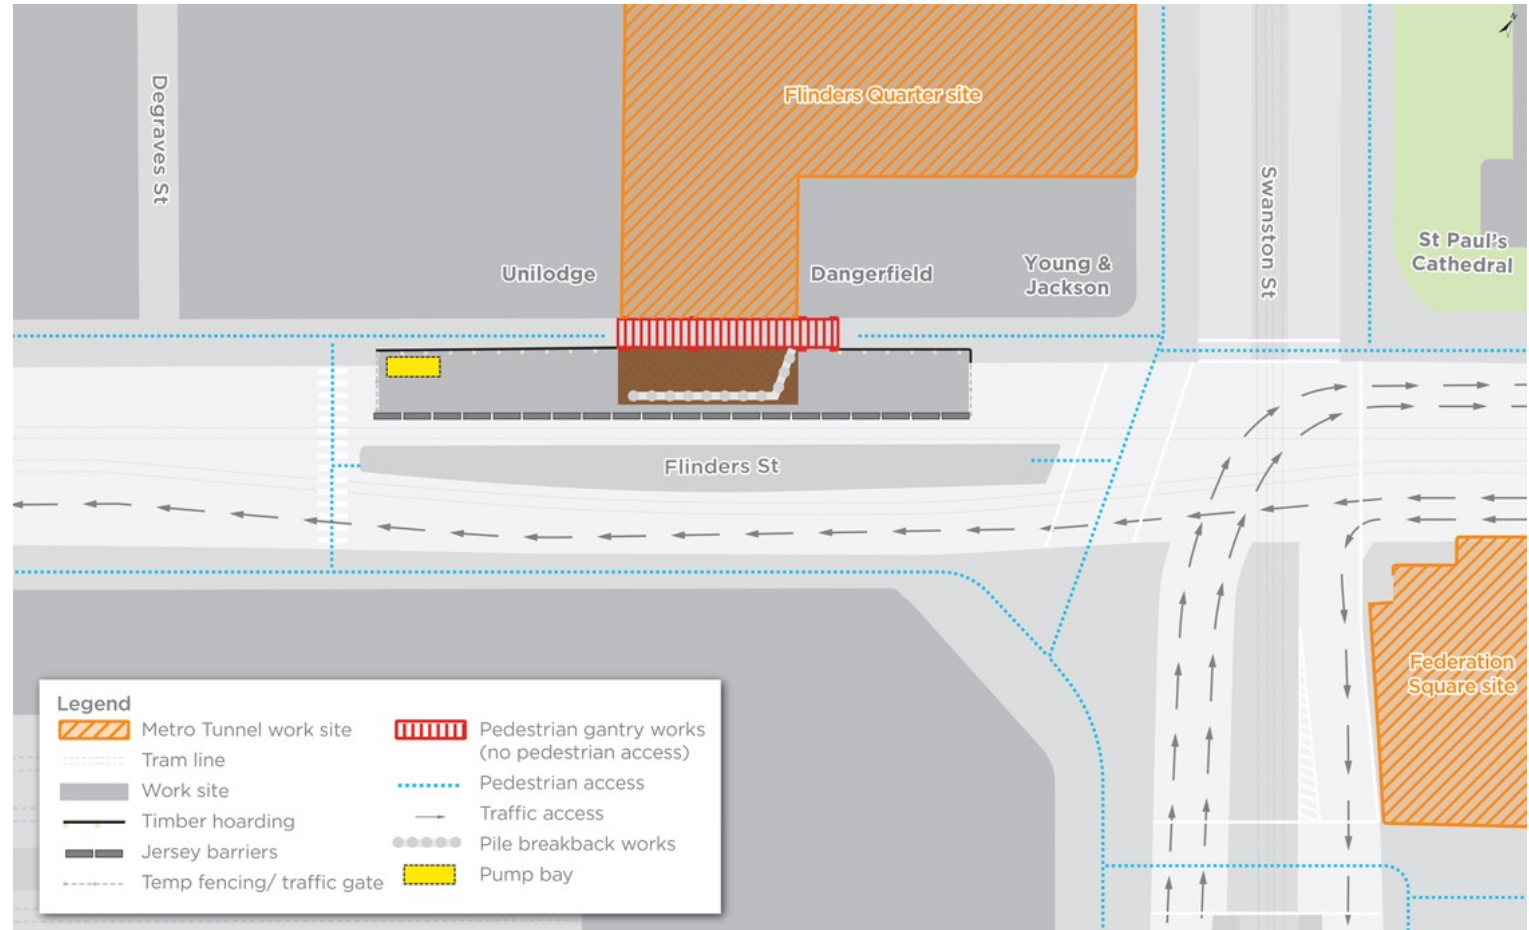 N
Flinders Quarter site
Degraves St
Swanston St
St Paul's
Cathedral
Unilodge
Dangerfield
Young &
Jackson
Flinders St
Federation
Square site
Legend
Metro Tunnel work site
Tram line
Work site
Timber hoarding
Jersey barriers
Temp fencing/ traffic gate
Pedestrian gantry works
(no pedestrian access)
Pedestrian access
Traffic access
Pile breakback works
Pump bay